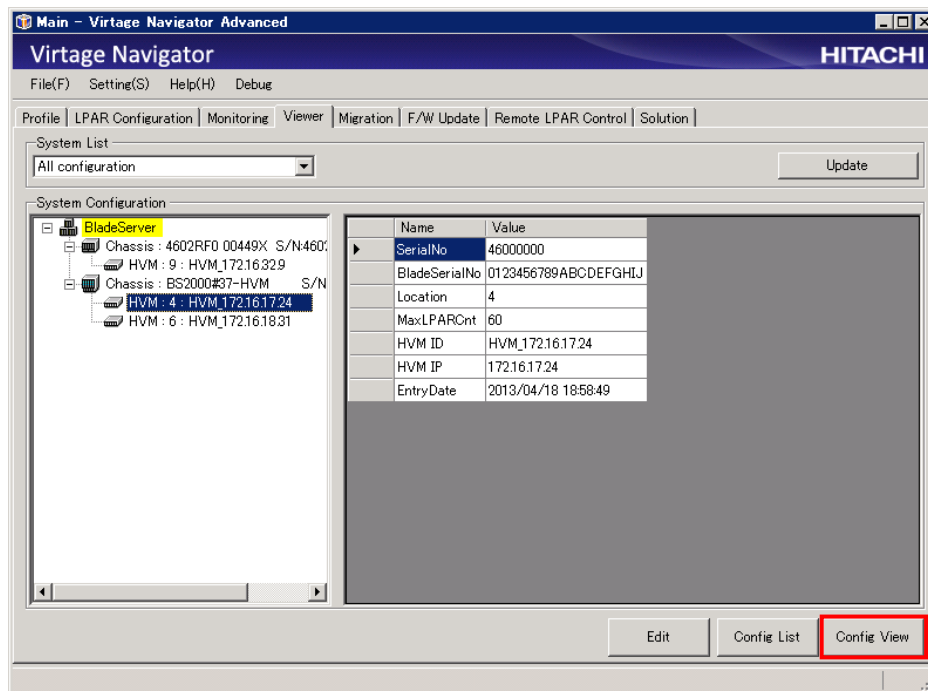 Main - Virtage Navigator Advanced
Virtage Navigator
HITACHI
File(F) Setting(S) Help(H) Debug
Profile LPAR Configuration Monitoring Viewer Migration F/W Update Remote LPAR Control Solution
System List
All configuration
Update
System Configuration
BladeServer
Chassis : 4602RF0 00449X S/N:460
HVM : 9 : HVM_172.16.32.9
Chassis : BS2000#37-HVM S/N
HVM : 4 : HVM_172.16.17.24
HVM : 6 : HVM_172.16.18.31
Name Value
SerialNo 46000000
BladeSerialNo 0123456789ABCDEFGHIJ
Location 4
MaxLPARCnt 60
HVM ID HVM_172.16.17.24
HVM IP 172.16.17.24
EntryDate 2013/04/18 18:58:49
Edit Config List Config View